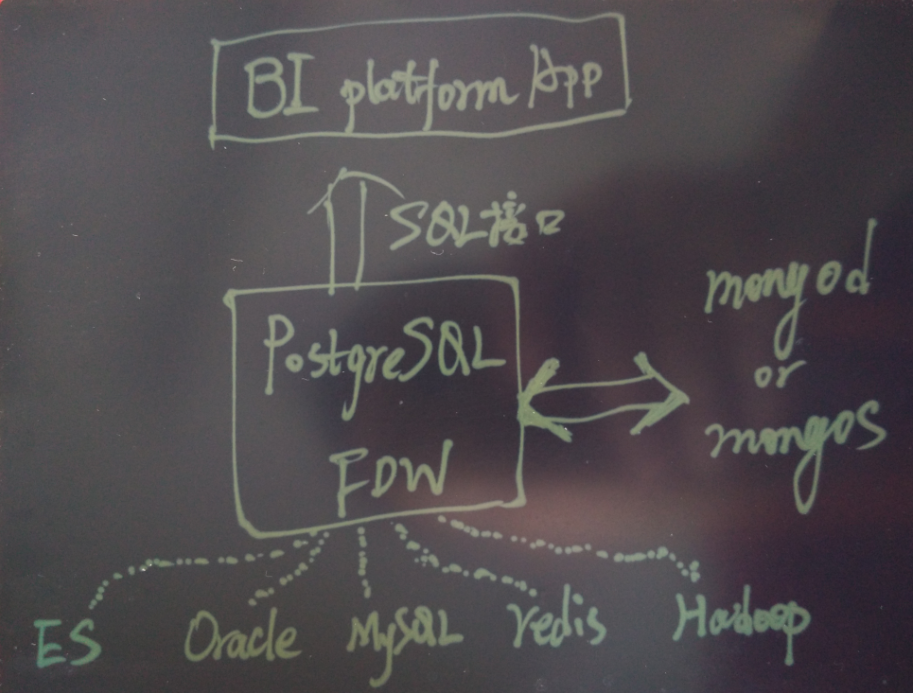 BI platform App
SQL接口
PostgreSQL
FDW
mongod
or
mongos
ES
Oracle
MySQL
redis
Hadoop